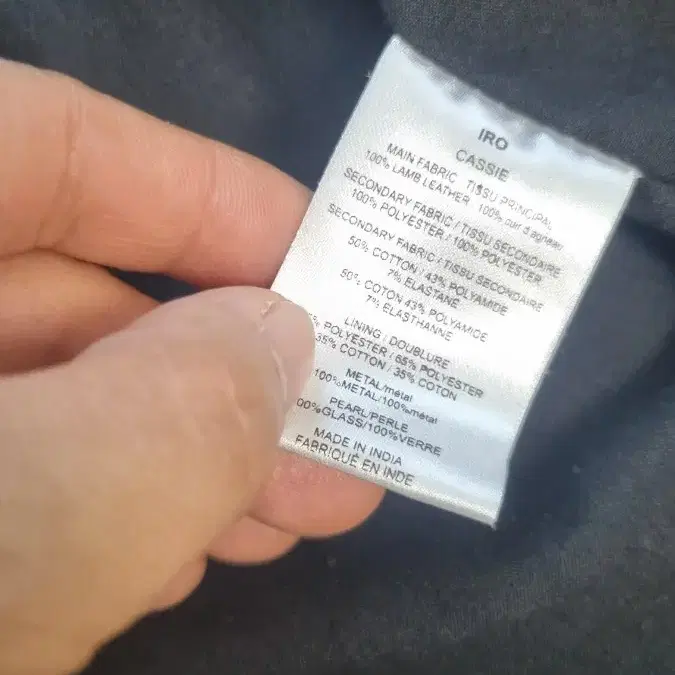 IRO
CASSIE
MAIN FABRIC TISSU PRINCIPAL
100% LAMB LEATHER 100% cuir d'agneau
SECONDARY FABRIC / TISSU SECONDAIRE
100% POLYESTER / 100% POLYESTER
SECONDARY FABRIC / TISSU SECONDAIRE
50% COTTON / 43% POLYAMIDE
7% ELASTANE
50% COTON 43% POLYAMIDE
7% ELASTHANNE
LINING / DOUBLURE
% POLYESTER / 65% POLYESTER
35% COTTON / 35% COTON
METAL/métal
100%METAL/100%métal
PEARL/PERLE
00%GLASS/100%VERRE
MADE IN INDIA
FABRIQUÉ EN INDE